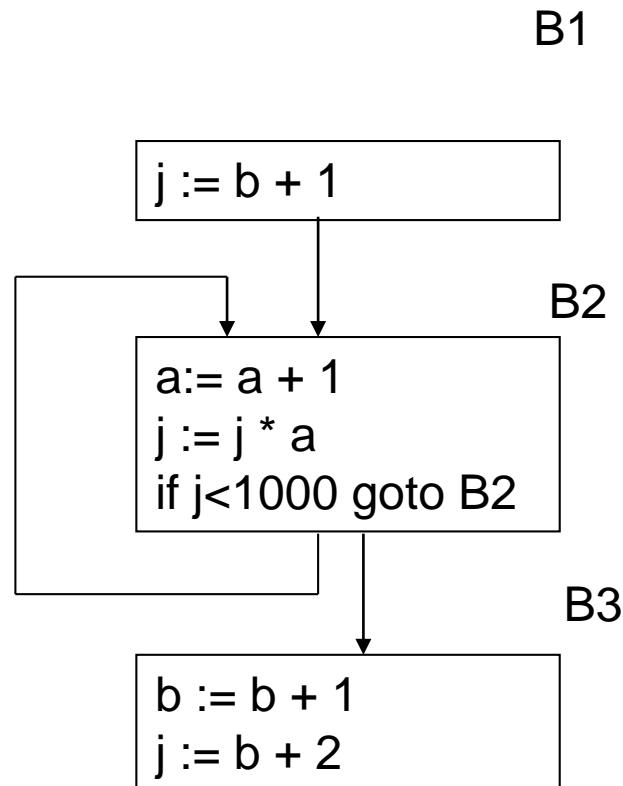 B1
j := b + 1
B2
a:= a + 1
j := j * a
if j<1000 goto B2
B3
b := b + 1
j := b + 2